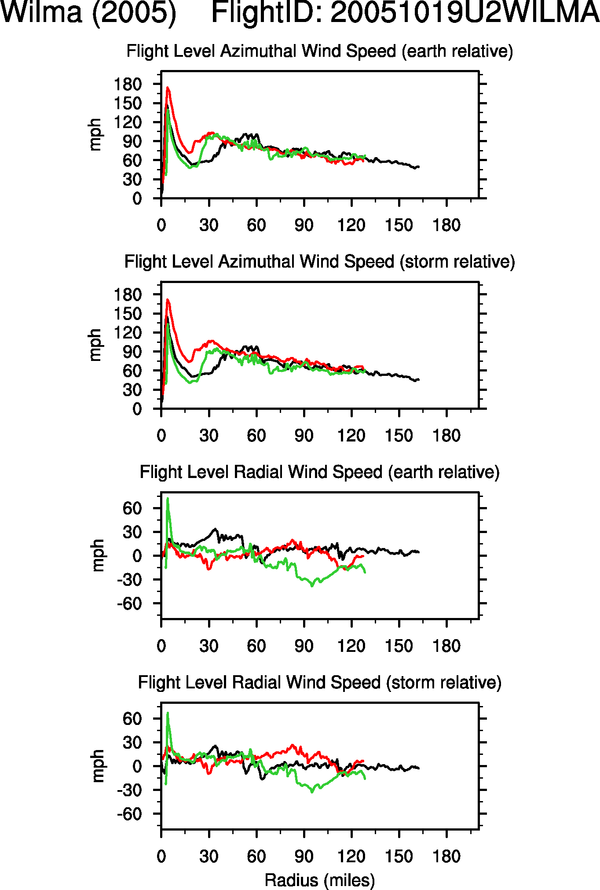 Wilma (2005) FlightID: 20051019U2WILMA
Flight Level Azimuthal Wind Speed (earth relative)
180
150
120
90
60
30
0
mph
0 30 60 90 120 150 180
Flight Level Azimuthal Wind Speed (storm relative)
180
150
120
90
60
30
0
mph
0 30 60 90 120 150 180
Flight Level Radial Wind Speed (earth relative)
60
30
0
-30
-60
mph
0 30 60 90 120 150 180
Flight Level Radial Wind Speed (storm relative)
60
30
0
-30
-60
mph
0 30 60 90 120 150 180
Radius (miles)